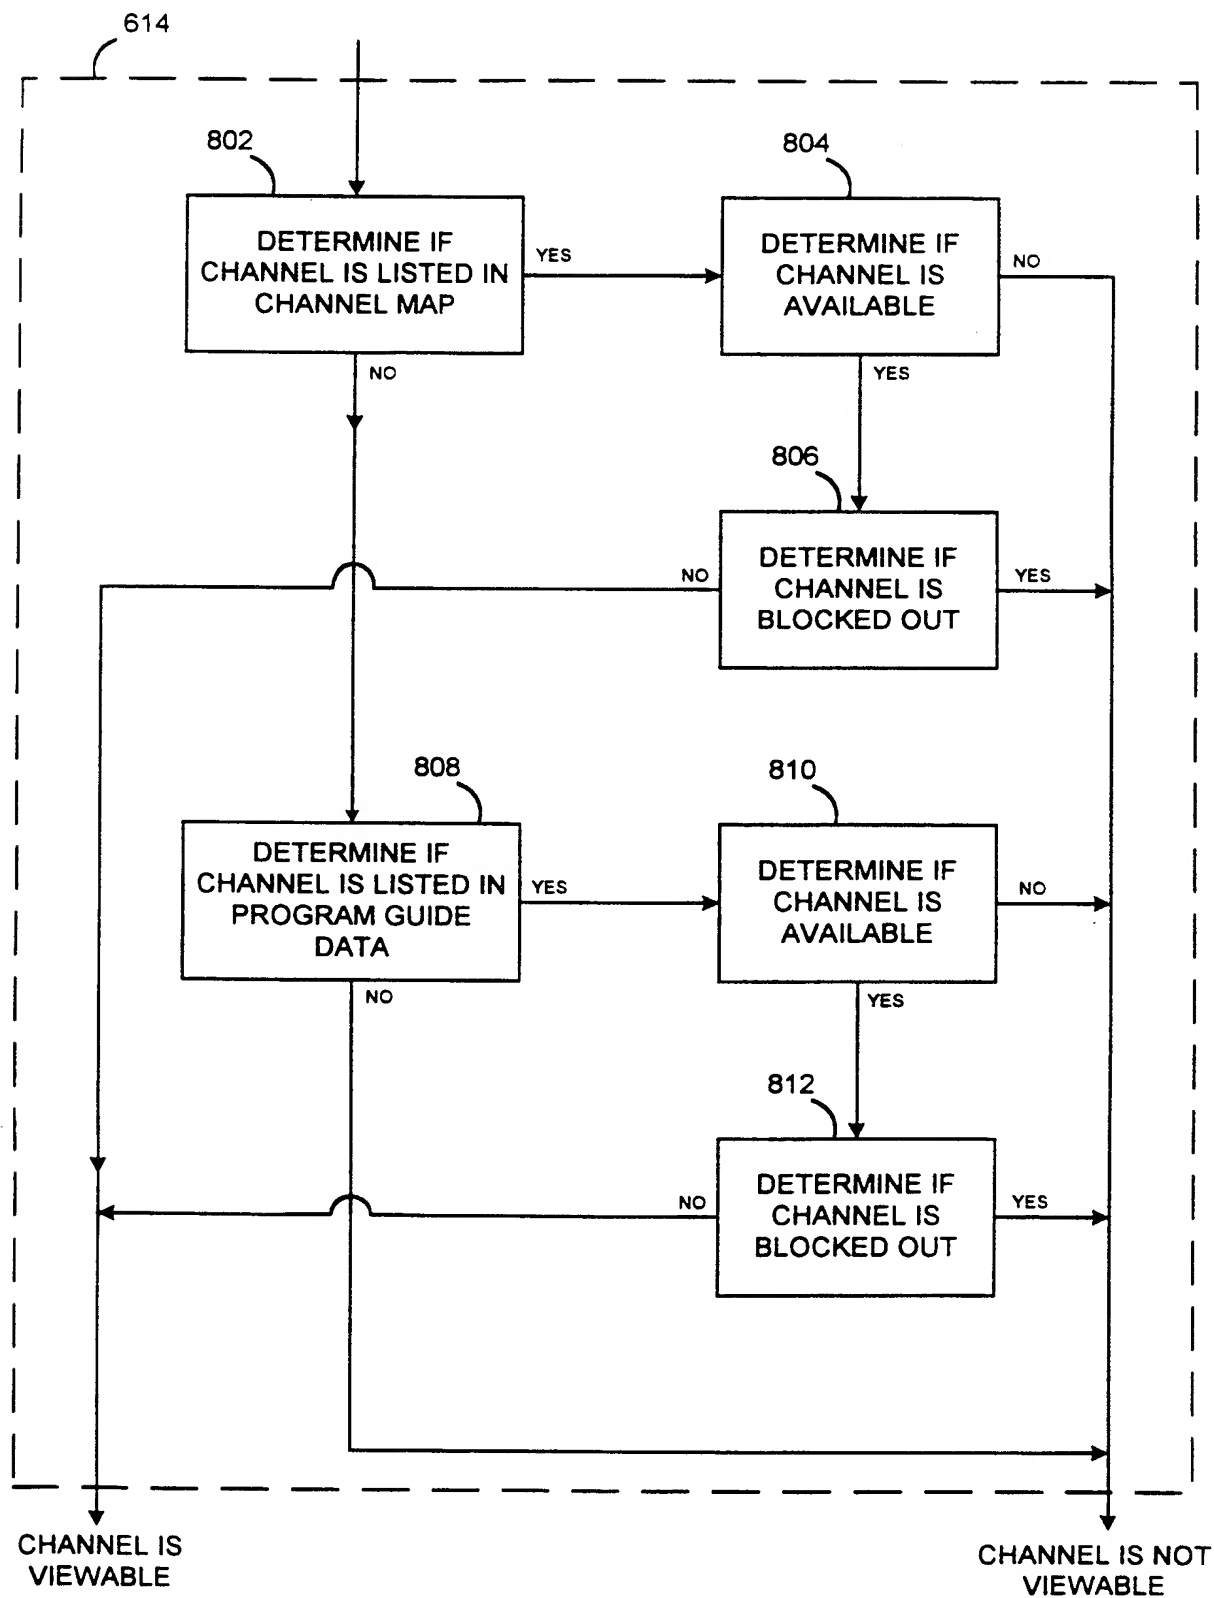 614
802
804
DETERMINE IF
CHANNEL IS LISTED IN
CHANNEL MAP
YES
DETERMINE IF
CHANNEL IS
AVAILABLE
NO
NO
YES
806
DETERMINE IF
CHANNEL IS
BLOCKED OUT
NO
YES
808
810
DETERMINE IF
CHANNEL IS LISTED IN
PROGRAM GUIDE
DATA
YES
DETERMINE IF
CHANNEL IS
AVAILABLE
NO
NO
YES
812
DETERMINE IF
CHANNEL IS
BLOCKED OUT
NO
YES
CHANNEL IS
VIEWABLE
CHANNEL IS NOT
VIEWABLE